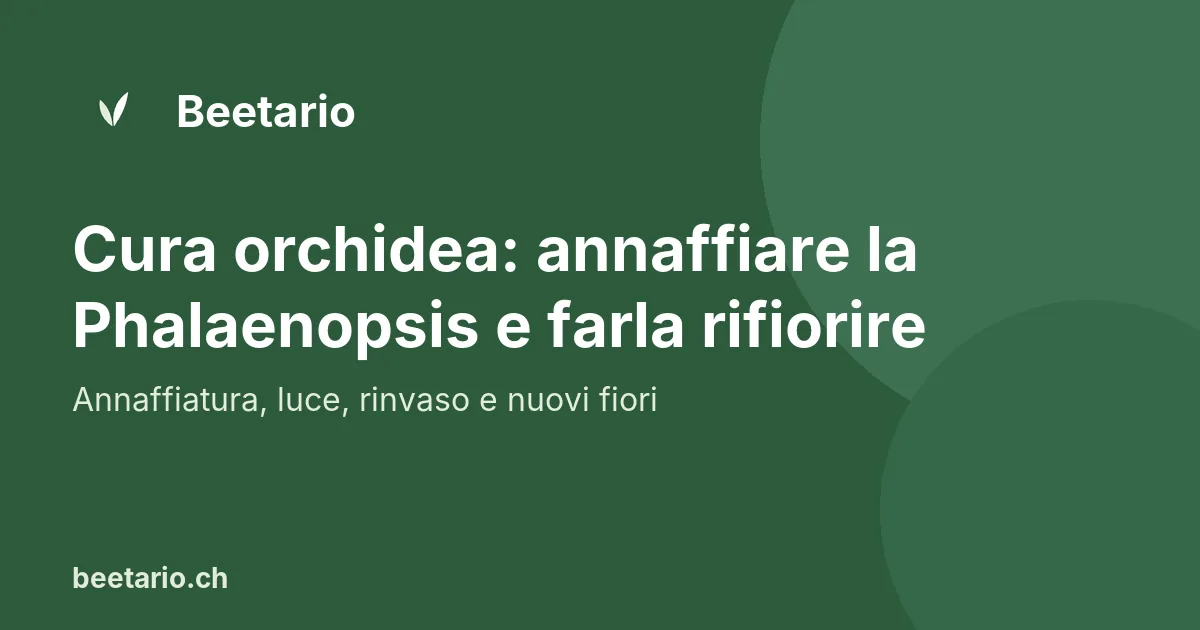 Beetario
Cura orchidea: annaffiare la
Phalaenopsis e farla rifiorire
Annaffiatura, luce, rinvaso e nuovi fiori
beetario.ch